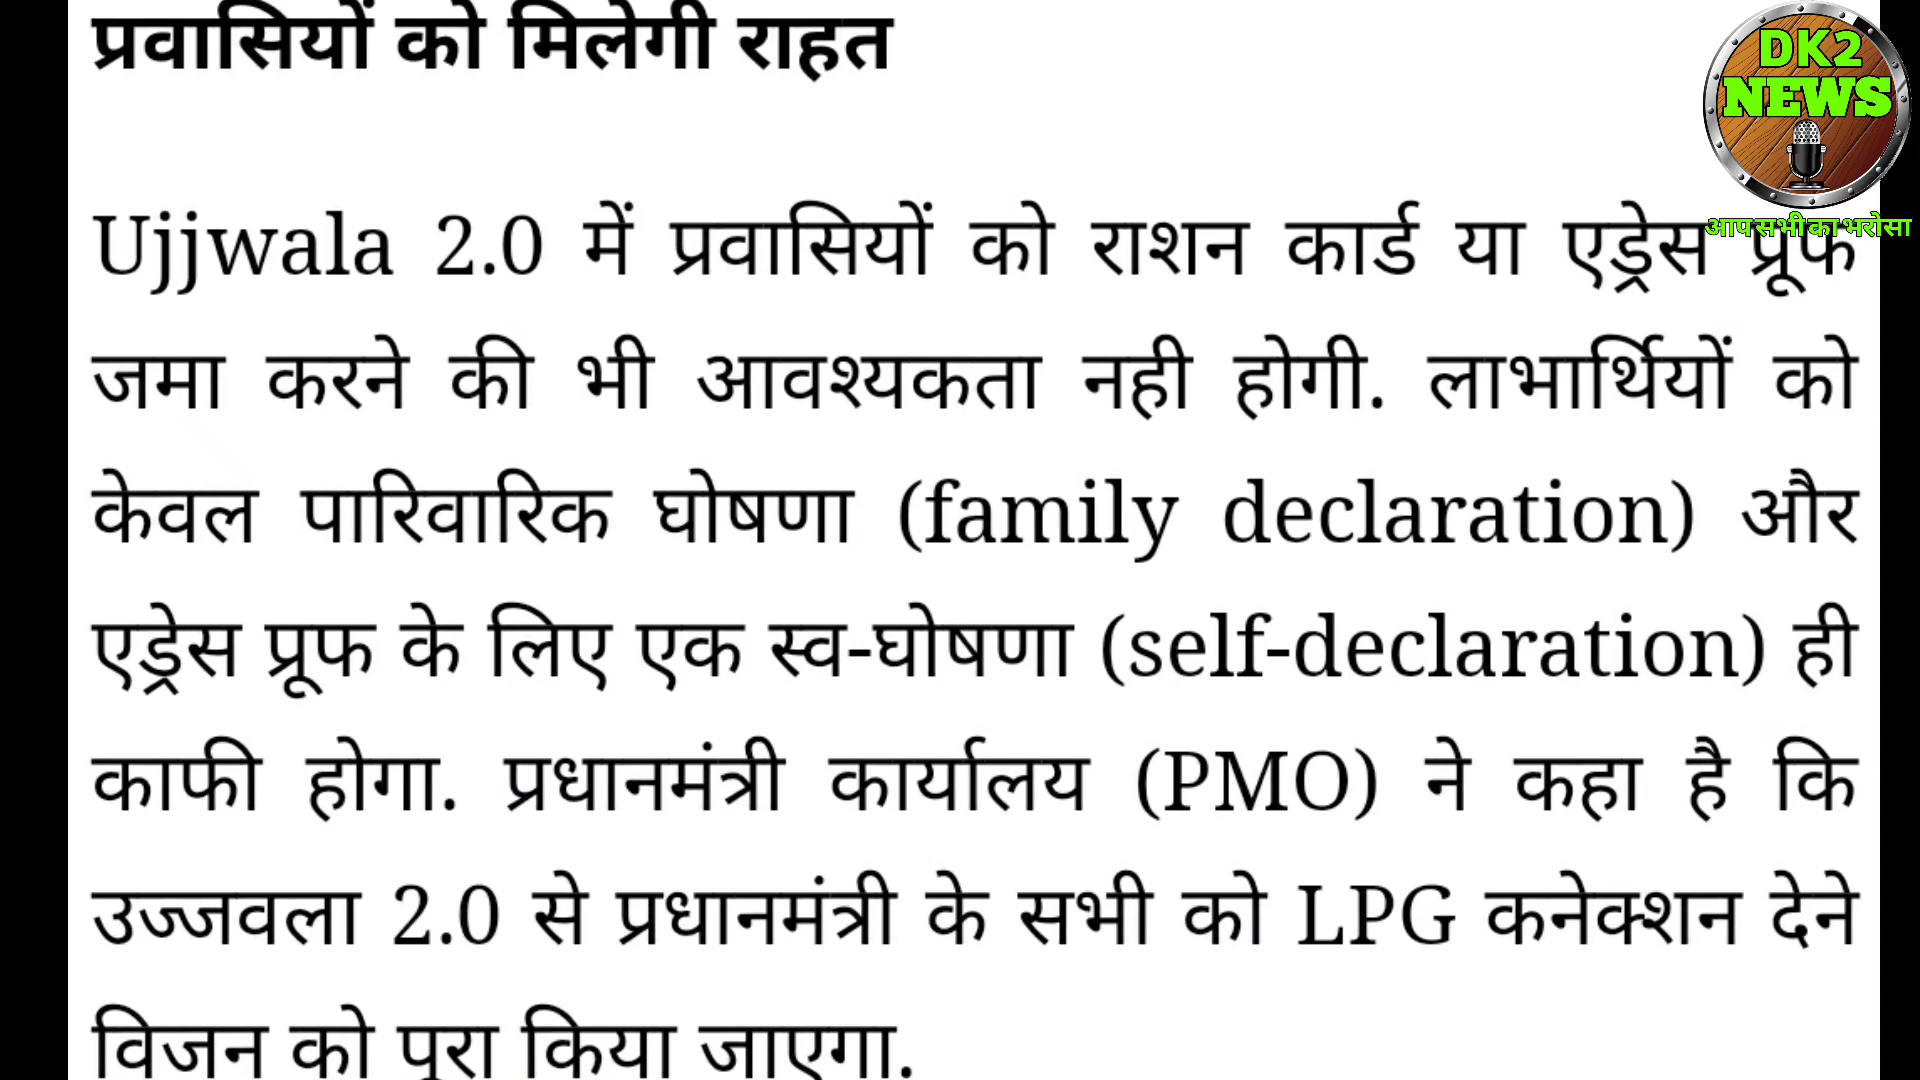 प्रवासियों को मिलेगी राहत
DK2
NEWS
आप सभी का भरोसा
Ujjwala 2.0 में प्रवासियों को राशन कार्ड या एड्रेस प्रूफ
जमा करने की भी आवश्यकता नही होगी. लाभार्थियों को
केवल पारिवारिक घोषणा (family declaration) और
एड्रेस प्रूफ के लिए एक स्व-घोषणा (self-declaration) ही
काफी होगा. प्रधानमंत्री कार्यालय (PMO) ने कहा है कि
उज्जवला 2.0 से प्रधानमंत्री के सभी को LPG कनेक्शन देने
विजन को पूरा किया जाएगा.